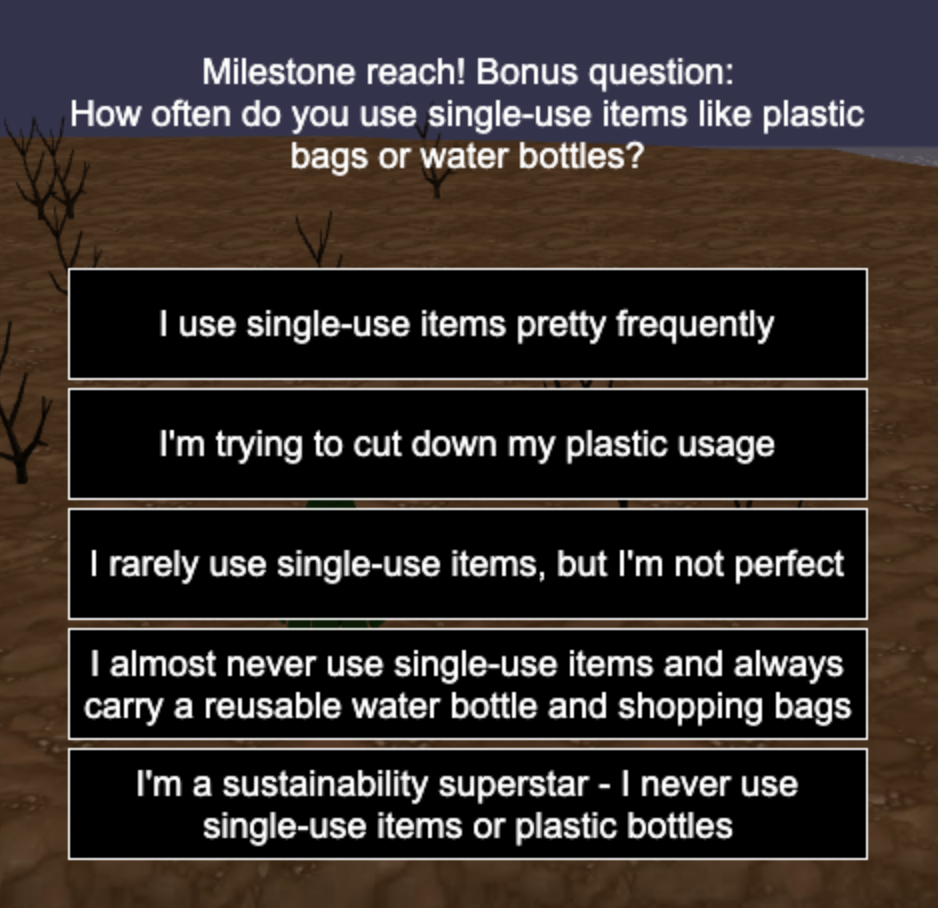 Milestone reach! Bonus question:
How often do you use single-use items like plastic
bags or water bottles?
I use single-use items pretty frequently
I'm trying to cut down my plastic usage
I rarely use single-use items, but I'm not perfect
I almost never use single-use items and always
carry a reusable water bottle and shopping bags
I'm a sustainability superstar - I never use
single-use items or plastic bottles